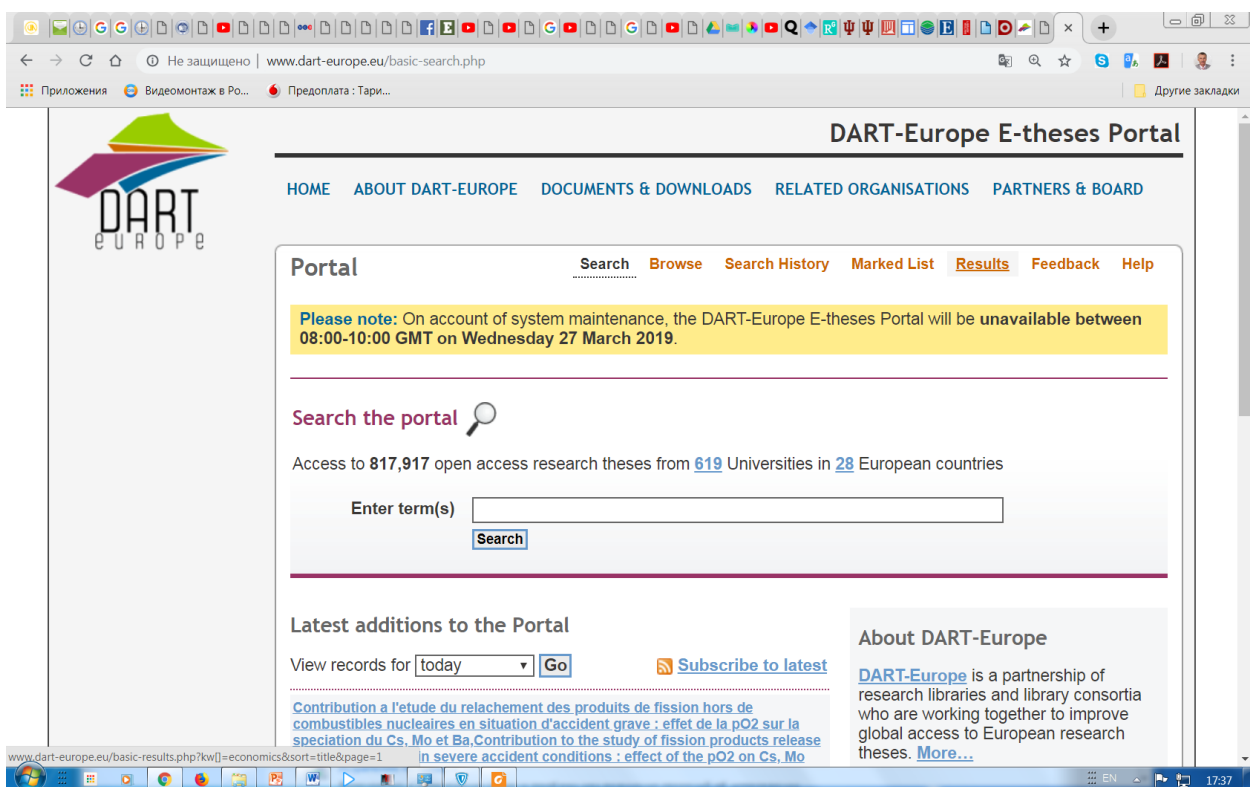 Не защищено | www.dart-europe.eu/basic-search.php
Приложения Видеомонтаж в Ро... Предоплата : Тари... Другие закладки
DART
europe
DART-Europe E-theses Portal
HOME ABOUT DART-EUROPE DOCUMENTS & DOWNLOADS RELATED ORGANISATIONS PARTNERS & BOARD
Portal Search Browse Search History Marked List Results Feedback Help
Please note: On account of system maintenance, the DART-Europe E-theses Portal will be unavailable between
08:00-10:00 GMT on Wednesday 27 March 2019.
Search the portal
Access to 817,917 open access research theses from 619 Universities in 28 European countries
Enter term(s)
Search
Latest additions to the Portal
View records for today Go Subscribe to latest
Contribution a l'etude du relachement des produits de fission hors de
combustibles nucleaires en situation d'accident grave : effet de la pO2 sur la
speciation du Cs, Mo et Ba,Contribution to the study of fission products release
n severe accident conditions : effect of the pO2 on Cs, Mo
About DART-Europe
DART-Europe is a partnership of
research libraries and library consortia
who are working together to improve
global access to European research
theses. More...
www.dart-europe.eu/basic-results.php?kw[]=economics&sort=title&page=1
EN 17:37